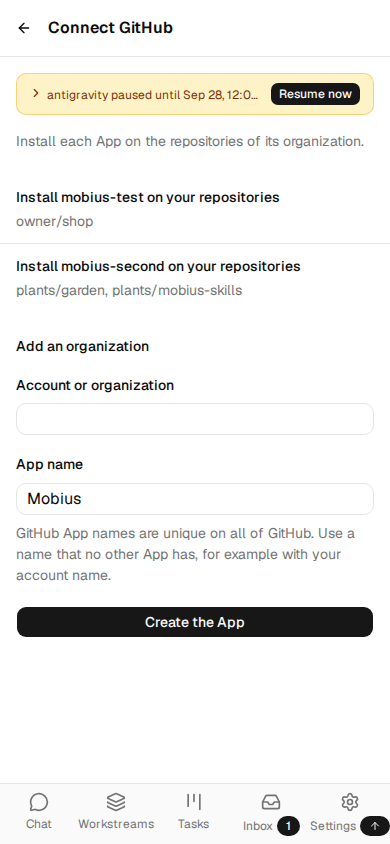 Connect GitHub
antigravity paused until Sep 28, 12:0…
Resume now
Install each App on the repositories of its organization.
Install mobius-test on your repositories
owner/shop
Install mobius-second on your repositories
plants/garden, plants/mobius-skills
Add an organization
Account or organization
App name
Mobius
GitHub App names are unique on all of GitHub. Use a
name that no other App has, for example with your
account name.
Create the App
Chat
Workstreams
Tasks
Inbox 1
Settings